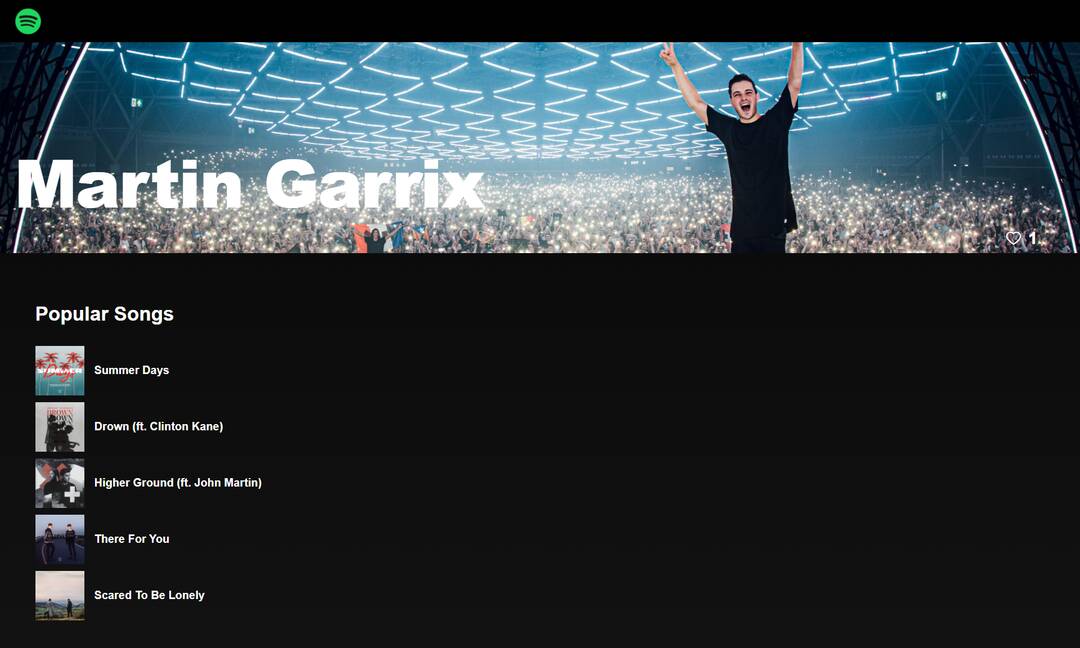 Martin Garrix
1
Popular Songs
Summer Days
Drown (ft. Clinton Kane)
Higher Ground (ft. John Martin)
There For You
Scared To Be Lonely